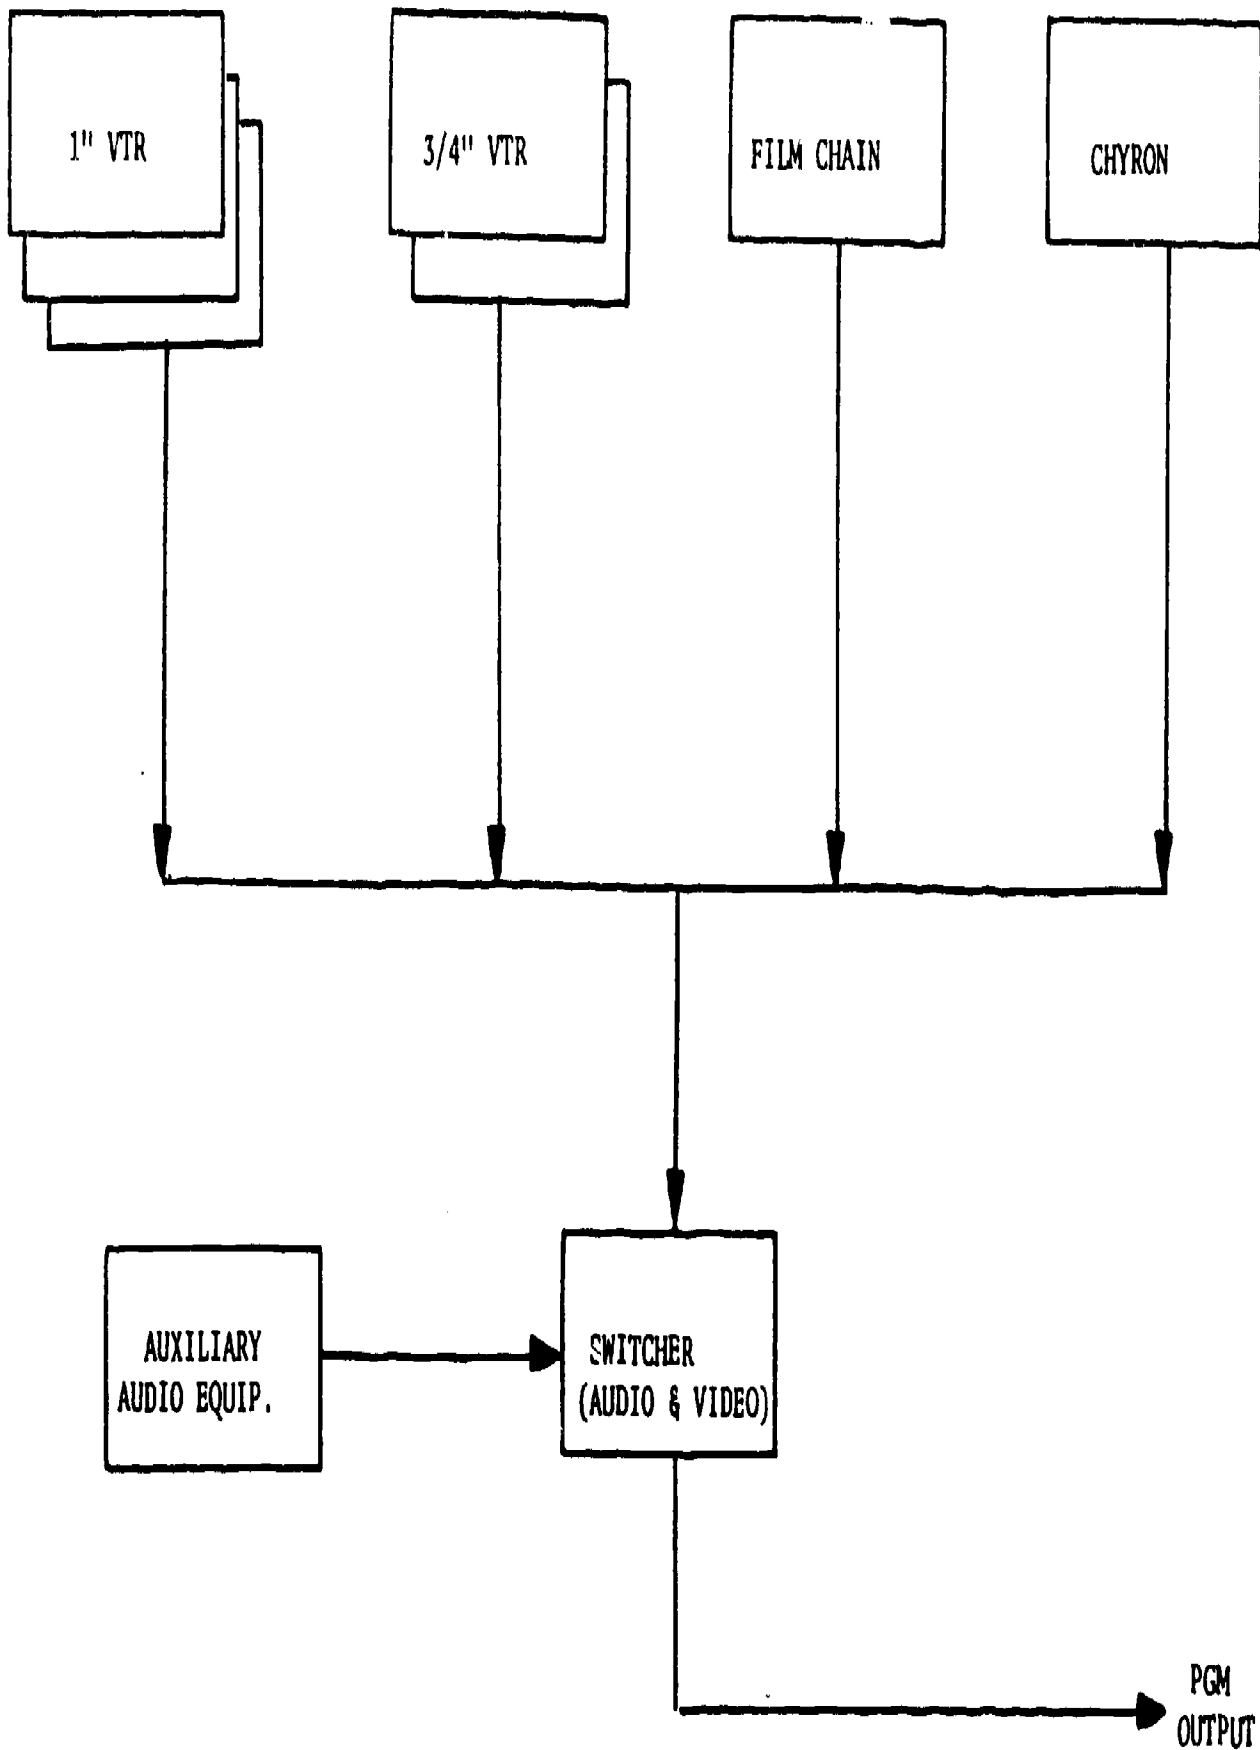 1" VTR
3/4" VTR
FILM CHAIN
CHYRON
AUXILIARY
AUDIO EQUIP.
SWITCHER
(AUDIO & VIDEO)
PGM
OUTPUT